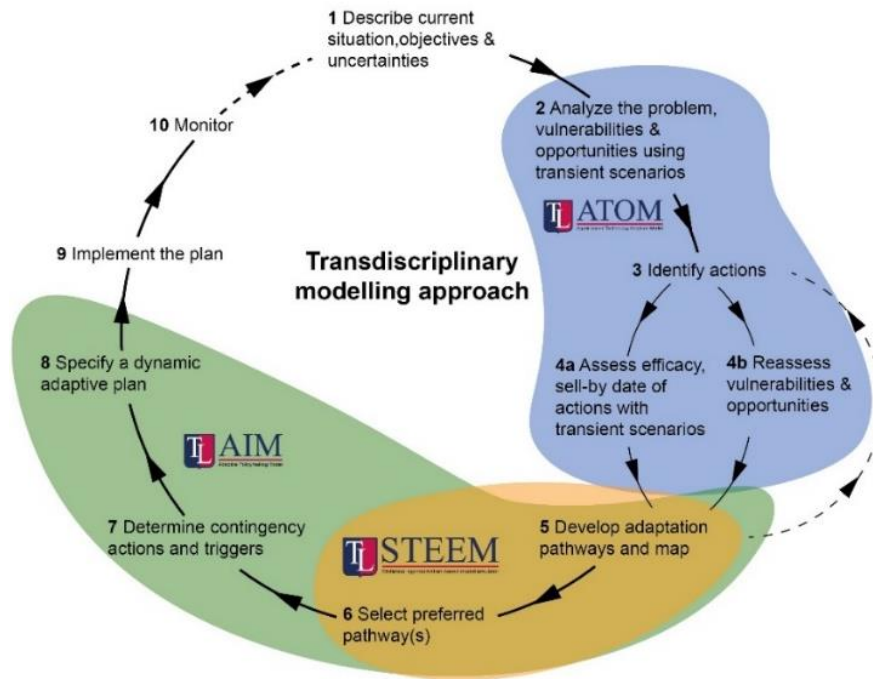 1 Describe current
situation,objectives &
uncertainties
2 Analyze the problem,
vulnerabilities &
opportunities using
transient scenarios
TL ATOM
3 Identify actions
4a Assess efficacy,
sell-by date of
actions with
transient scenarios
4b Reassess
vulnerabilities &
opportunities
5 Develop adaptation
pathways and map
TL STEEM
6 Select preferred
pathway(s)
7 Determine contingency
actions and triggers
TL AIM
8 Specify a dynamic
adaptive plan
9 Implement the plan
10 Monitor
Transdisciplinary
modelling approach